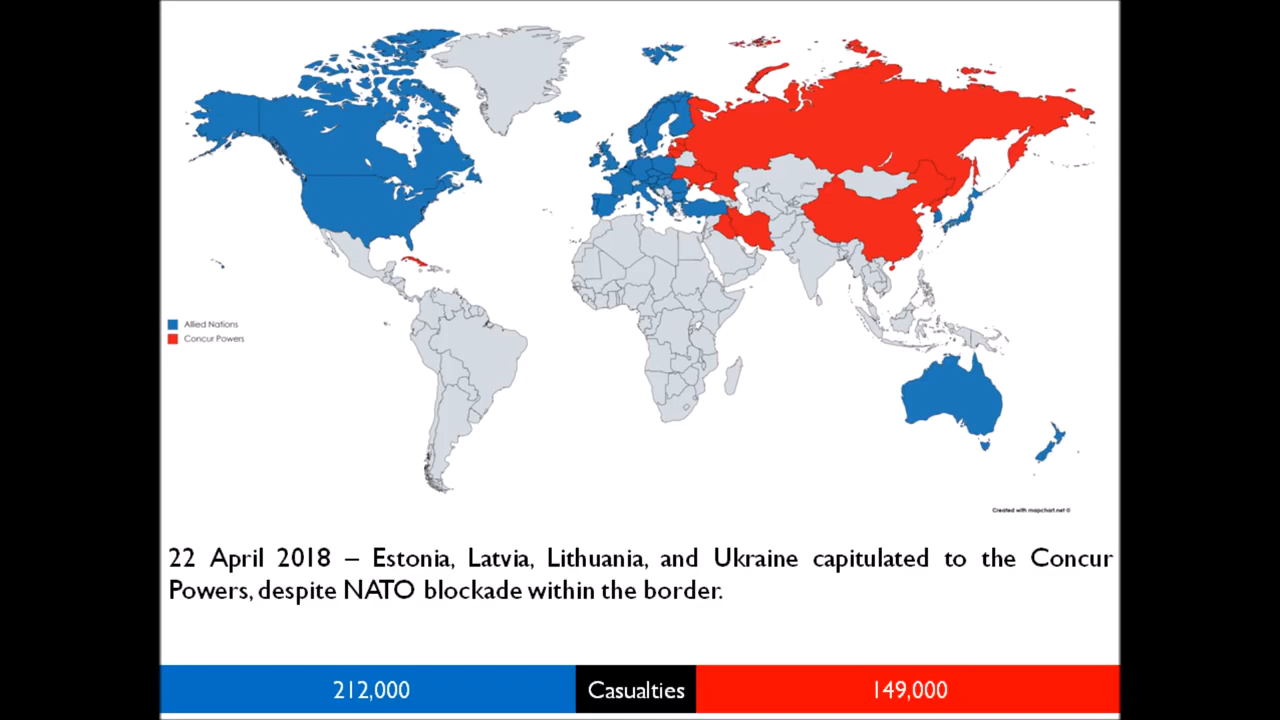 Allied Nations
Concur Powers
Created with mapchart.net ©
22 April 2018 – Estonia, Latvia, Lithuania, and Ukraine capitulated to the Concur
Powers, despite NATO blockade within the border.
212,000 Casualties 149,000